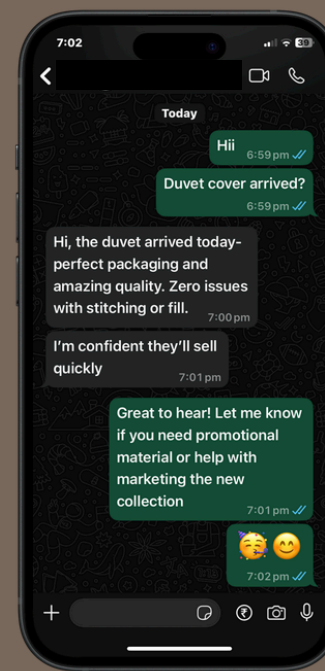 7:02
39
Today
Hii
6:59 pm
Duvet cover arrived?
6:59 pm
Hi, the duvet arrived today-
perfect packaging and
amazing quality. Zero issues
with stitching or fill.
7:00 pm
I'm confident they'll sell
quickly
7:01 pm
Great to hear! Let me know
if you need promotional
material or help with
marketing the new
collection
7:01 pm
🥳😊
7:02 pm
₹